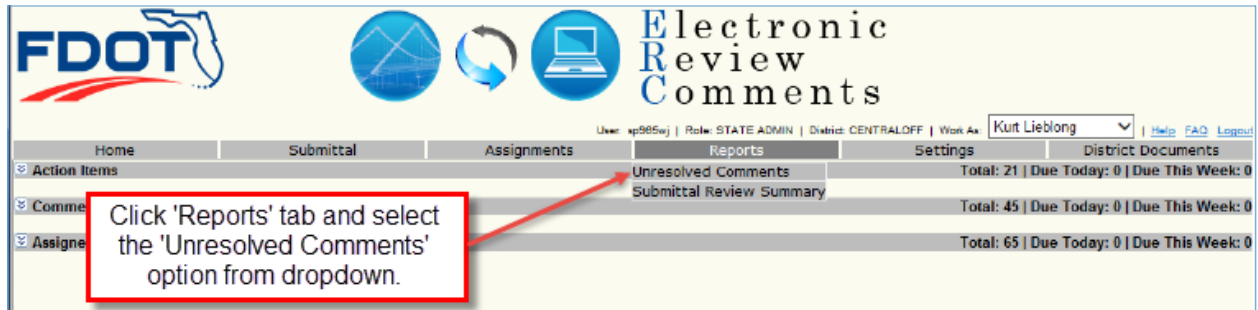 FDOT
Electronic
Review
Comments
User: sp985wj | Role: STATE ADMIN | District: CENTRALOFF | Work As: Kurt Lieblong | Help FAQ Logout
Home Submittal Assignments Reports Settings District Documents
Action Items Unresolved Comments Total: 21 | Due Today: 0 | Due This Week: 0
Submittal Review Summary
Comme Total: 45 | Due Today: 0 | Due This Week: 0
Assigne Total: 65 | Due Today: 0 | Due This Week: 0
Click 'Reports' tab and select
the 'Unresolved Comments'
option from dropdown.